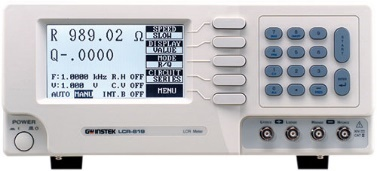 R 989.02 Ω
Q-.0000
F:1.0000 kHz R.H OFF
V:1.000 V C.V OFF
AUTO MANU INT.B OFF
SPEED
SLOW
DISPLAY
VALUE
MODE
R/Q
CIRCUIT
SERIES
MENU
POWER
GWINSTEK LCR-819
LCR Meter